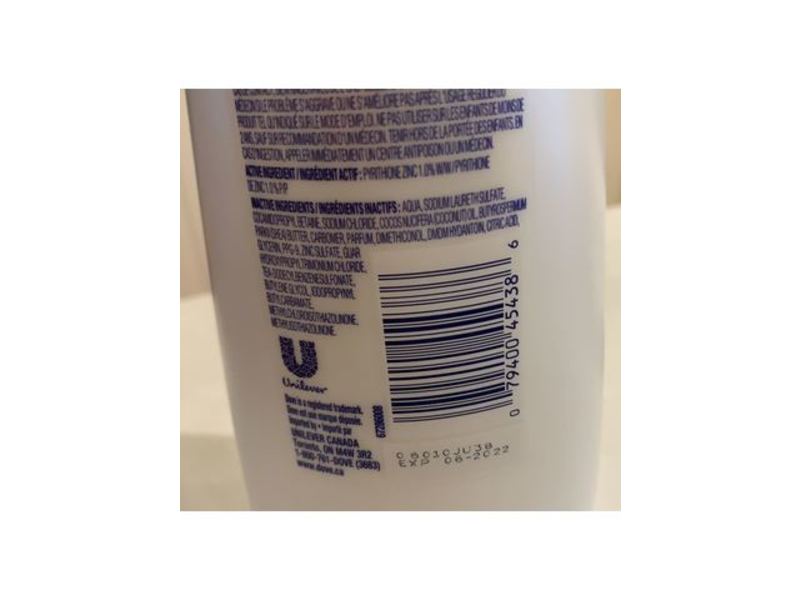 MÉDECIN SI LE PROBLÈME S'AGGRAVE OU NE S'AMÉLIORE PAS APRÈS L'USAGE RÉGULIER DU
PRODUIT TEL QU'INDIQUÉ SUR LE MODE D'EMPLOI. NE PAS UTILISER SUR LES ENFANTS DE MOINS DE
2 ANS, SAUF SUR RECOMMANDATION D'UN MÉDECIN. TENIR HORS DE LA PORTÉE DES ENFANTS. EN
CAS D'INGESTION, APPELER IMMÉDIATEMENT UN CENTRE ANTIPOISON OU UN MÉDECIN.
ACTIVE INGREDIENT / INGRÉDIENT ACTIF : PYRITHIONE ZINC 1.0% W/W / PYRITHIONE
DE ZINC 1.0% P/P
INACTIVE INGREDIENTS / INGRÉDIENTS INACTIFS : AQUA, SODIUM LAURETH SULFATE,
COCAMIDOPROPYL BETAINE, SODIUM CHLORIDE, COCOS NUCIFERA (COCONUT) OIL, BUTYROSPERMUM
PARKII (SHEA) BUTTER, CARBOMER, PARFUM, DIMETHICONOL, DMDM HYDANTOIN, CITRIC ACID,
GLYCERIN, PPG-9, ZINC SULFATE, GUAR
HYDROXYPROPYLTRIMONIUM CHLORIDE,
TEA-DODECYLBENZENESULFONATE,
BUTYLENE GLYCOL, IODOPROPYNYL
BUTYLCARBAMATE,
METHYLCHLOROISOTHIAZOLINONE,
METHYLISOTHIAZOLINONE.
Unilever
Dove is a registered trademark.
Dove est une marque déposée.
Imported by • Importé par
UNILEVER CANADA
Toronto, ON M4W 3R2
1-800-761-DOVE (3683)
www.dove.ca
67286008
0 79400 45438 6
06010JU38
EXP 06-2022